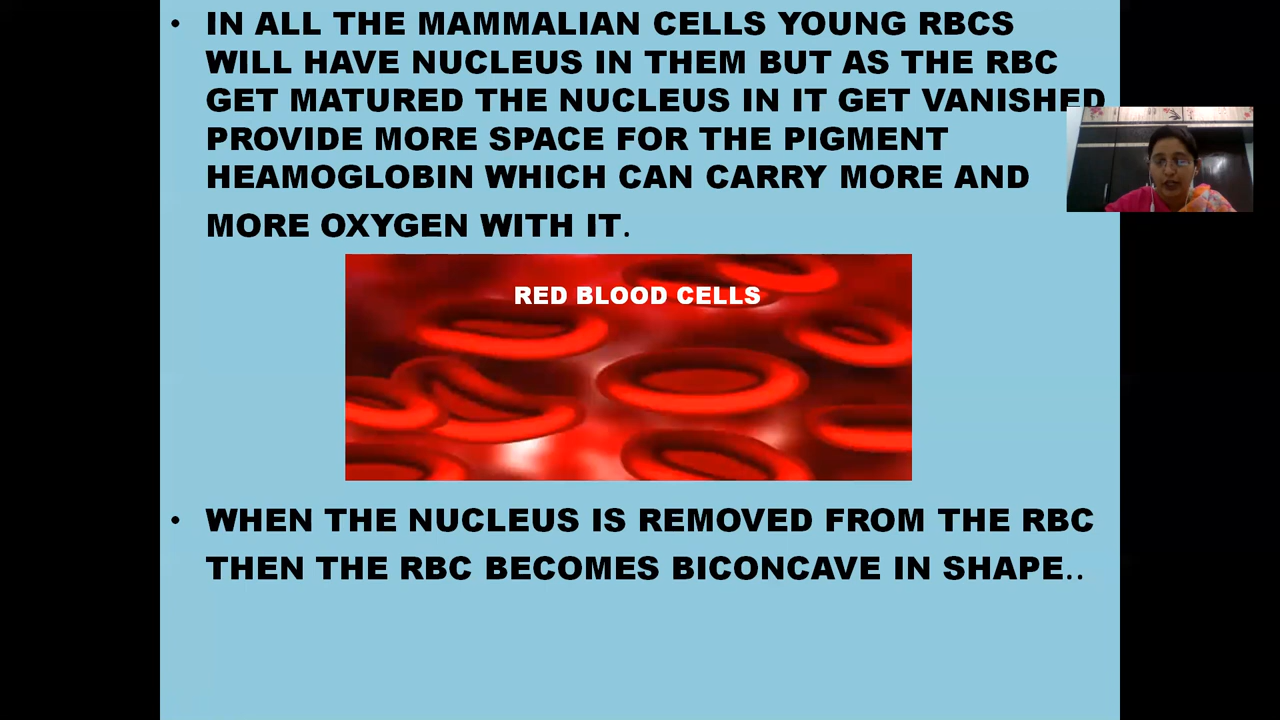 • IN ALL THE MAMMALIAN CELLS YOUNG RBCS
WILL HAVE NUCLEUS IN THEM BUT AS THE RBC
GET MATURED THE NUCLEUS IN IT GET VANISHED
PROVIDE MORE SPACE FOR THE PIGMENT
HEAMOGLOBIN WHICH CAN CARRY MORE AND
MORE OXYGEN WITH IT.
RED BLOOD CELLS
• WHEN THE NUCLEUS IS REMOVED FROM THE RBC
THEN THE RBC BECOMES BICONCAVE IN SHAPE..